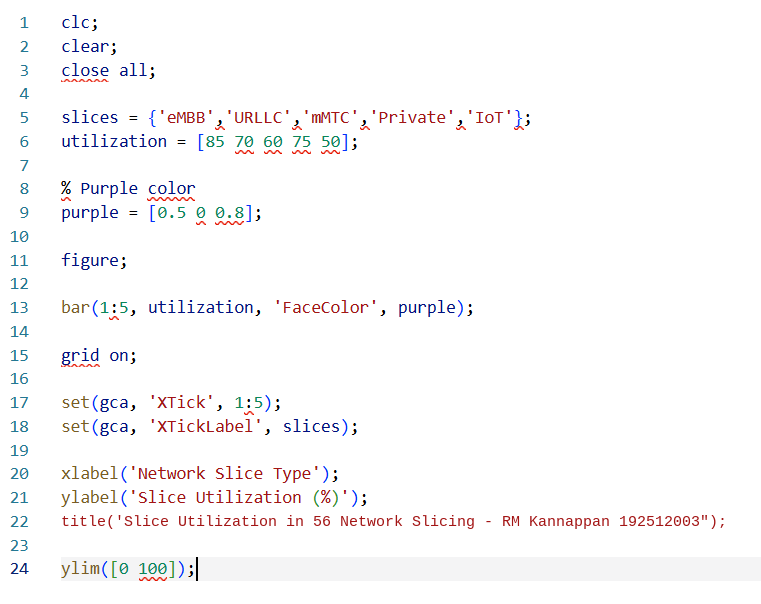 1 clc;
2 clear;
3 close all;
4
5 slices = {'eMBB','URLLC','mMTC','Private','IoT'};
6 utilization = [85 70 60 75 50];
7
8 % Purple color
9 purple = [0.5 0 0.8];
10
11 figure;
12
13 bar(1:5, utilization, 'FaceColor', purple);
14
15 grid on;
16
17 set(gca, 'XTick', 1:5);
18 set(gca, 'XTickLabel', slices);
19
20 xlabel('Network Slice Type');
21 ylabel('Slice Utilization (%)');
22 title('Slice Utilization in 56 Network Slicing - RM Kannappan 192512003");
23
24 ylim([0 100]);